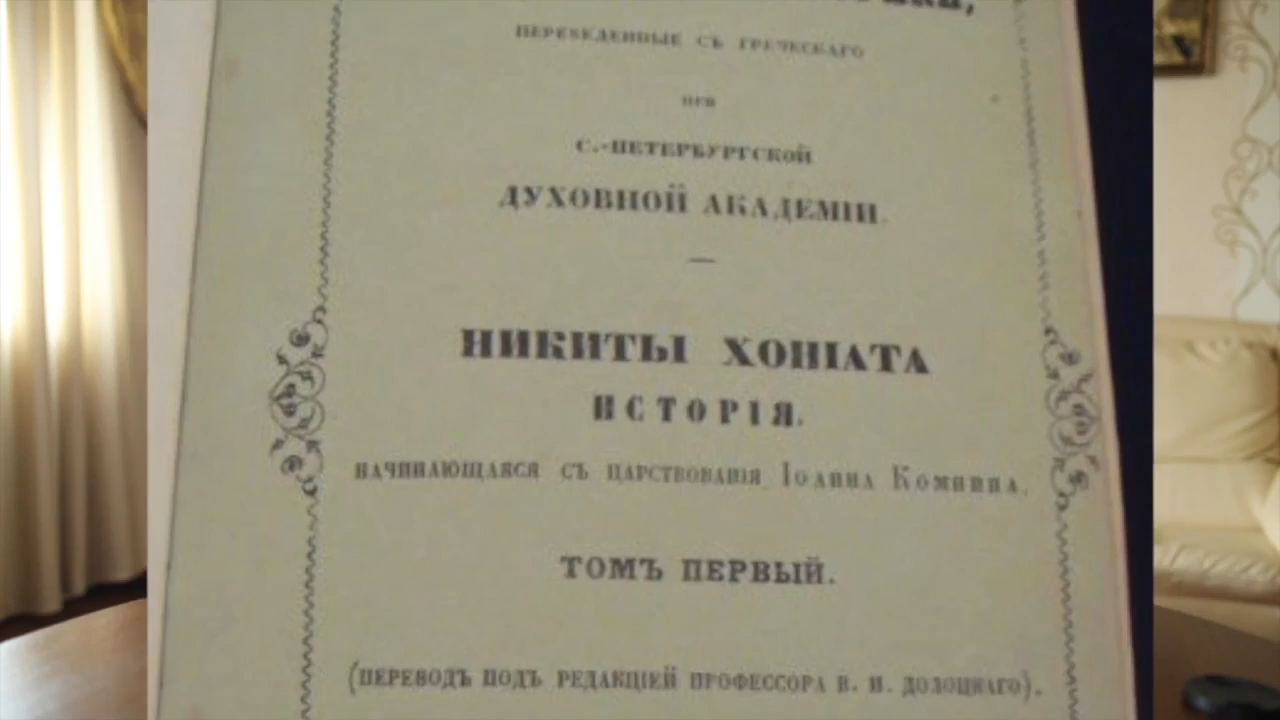 ПЕРЕВЕДЕННЫЕ СЪ ГРЕЧЕСКАГО
ПРИ
С.-ПЕТЕРБУРГСКОЙ
ДУХОВНОЙ АКАДЕМІИ.
—
НИКИТЫ ХОНІАТА
ИСТОРІЯ,
НАЧИНАЮЩАЯСЯ СЪ ЦАРСТВОВАНІЯ ІОАННА КОМНИНА.
ТОМЪ ПЕРВЫЙ.
(ПЕРЕВОДЪ ПОДЪ РЕДАКЦІЕЙ ПРОФЕССОРА В. И. ДОЛОЦКАГО).